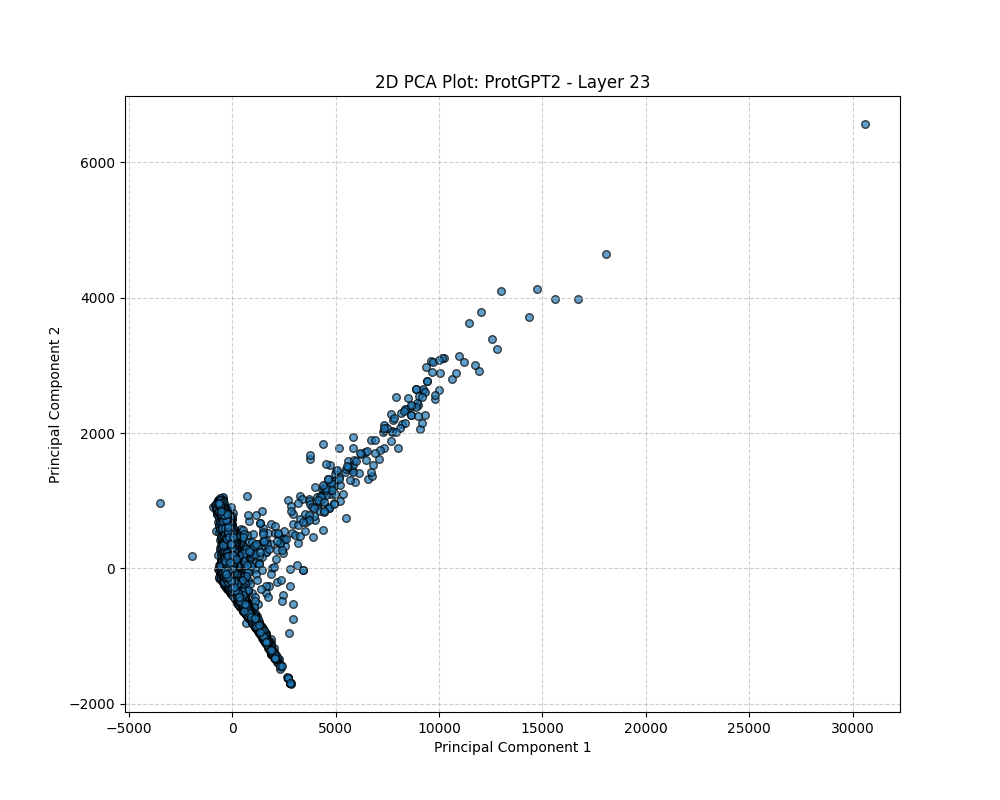 2D PCA Plot: ProtGPT2 - Layer 23
6000
4000
2000
0
−2000
Principal Component 2
−5000 0 5000 10000 15000 20000 25000 30000
Principal Component 1